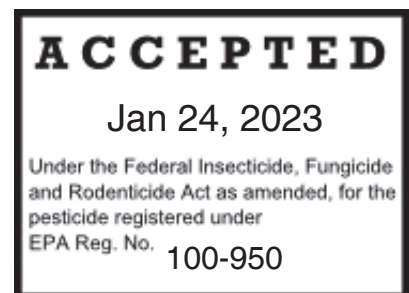 ACCEPTED
Jan 24, 2023
Under the Federal Insecticide, Fungicide
and Rodenticide Act as amended, for the
pesticide registered under
EPA Reg. No. 100-950